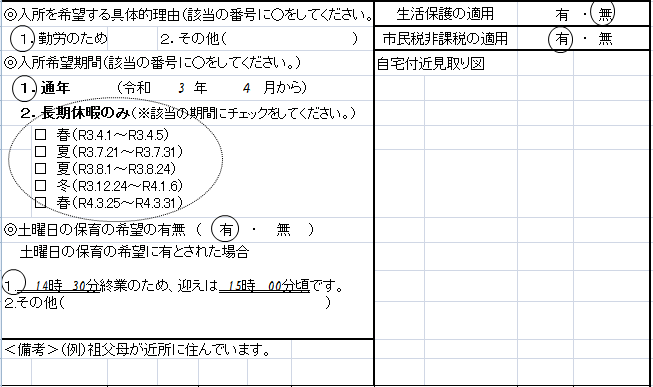 ◎入所を希望する具体的理由(該当の番号に○をしてください。
1. 勤労のため 2. その他( )
◎入所希望期間(該当の番号に○をしてください。)
1. 通年 (令和 3 年 4 月から)
2. 長期休暇のみ(※該当の期間にチェックをしてください。)
□ 春(R3.4.1～R3.4.5)
□ 夏(R3.7.21～R3.7.31)
□ 夏(R3.8.1～R3.8.24)
□ 冬(R3.12.24～R4.1.6)
□ 春(R4.3.25～R4.3.31)
◎土曜日の保育の希望の有無 ( 有 ・ 無 )
土曜日の保育の希望に有とされた場合
1. 14時 30分終業のため、迎えは 15時 00分頃です。
2.その他( )
＜備考＞(例)祖父母が近所に住んでいます。
生活保護の適用 有 ・ 無
市民税非課税の適用 有 ・ 無
自宅付近見取り図